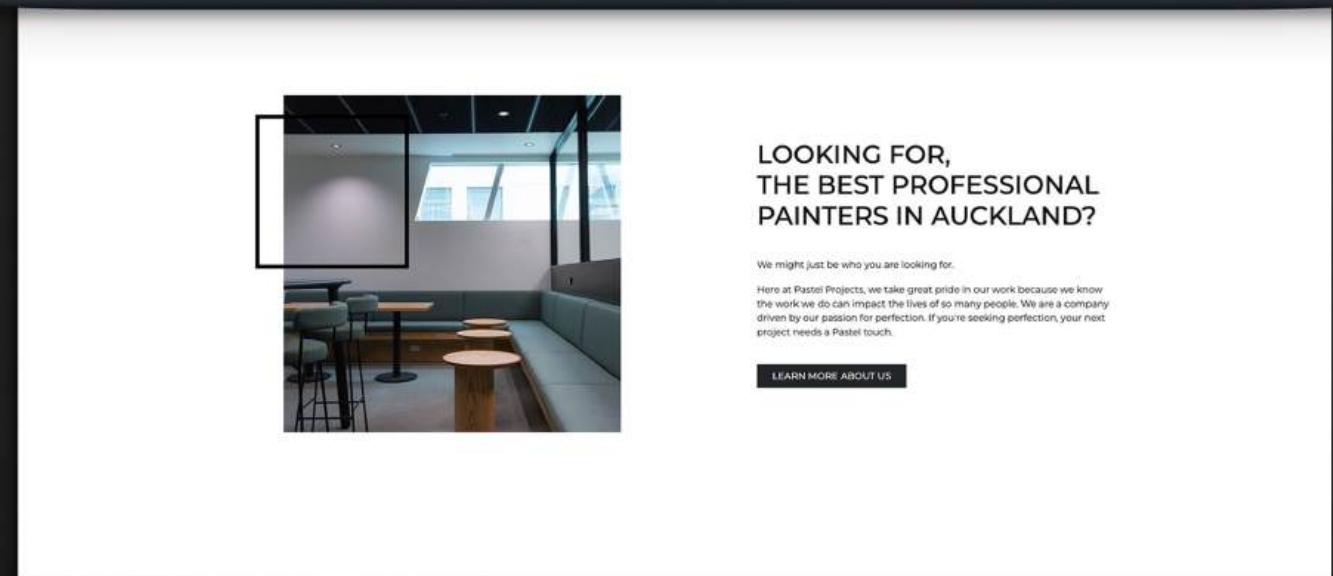 LOOKING FOR,
THE BEST PROFESSIONAL
PAINTERS IN AUCKLAND?
We might just be who you are looking for.
Here at Pastel Projects, we take great pride in our work because we know
the work we do can impact the lives of so many people. We are a company
driven by our passion for perfection. If you're seeking perfection, your next
project needs a Pastel touch.
LEARN MORE ABOUT US